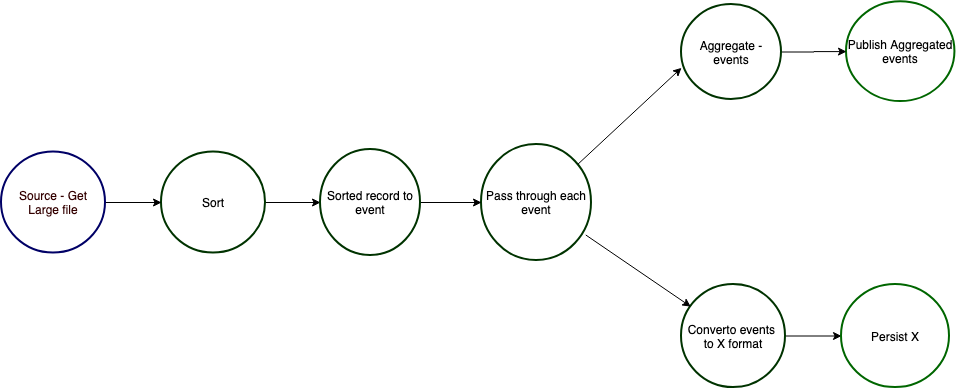 Source - Get
Large file
Sort
Sorted record to
event
Pass through each
event
Aggregate -
events
Publish Aggregated
events
Converto events
to X format
Persist X